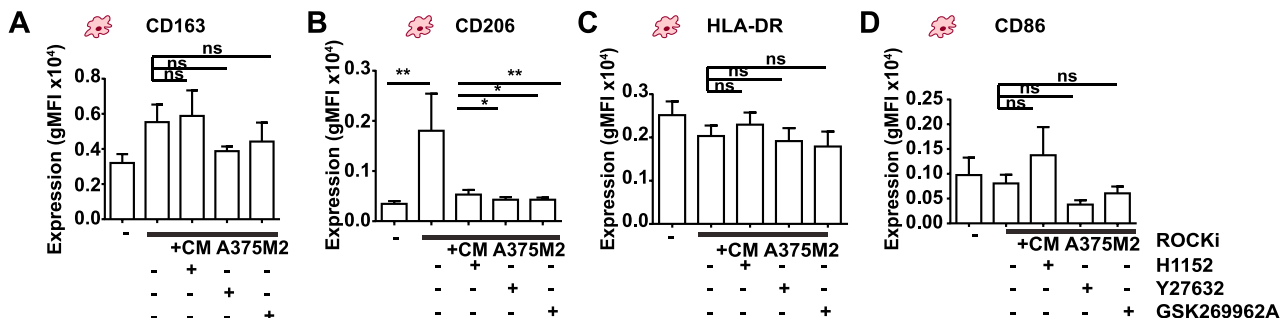 A CD163
ns
ns
ns
Expression (gMFI x10⁴)
0.8
0.6
0.4
0.2
0.0
-
+CM A375M2
- - + - -
- - - + -
- - - - +
B CD206
**
**
*
*
Expression (gMFI x10⁴)
0.3
0.2
0.1
0.0
-
+CM A375M2
- - + - -
- - - + -
- - - - +
C HLA-DR
ns
ns
ns
Expression (gMFI x10⁴)
0.3
0.2
0.1
0.0
-
+CM A375M2
- - + - -
- - - + -
- - - - +
D CD86
ns
ns
ns
Expression (gMFI x10⁴)
0.25
0.20
0.15
0.10
0.05
0.00
-
+CM A375M2
ROCKi
- - + - - H1152
- - - + - Y27632
- - - - + GSK269962A